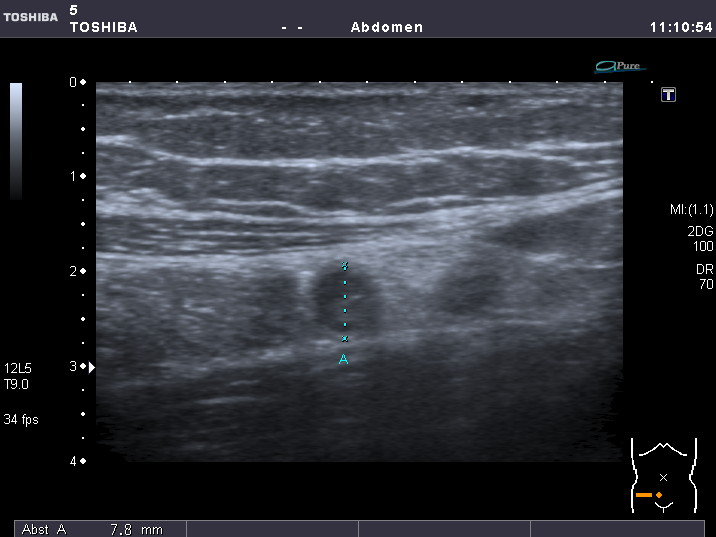 TOSHIBA
5
TOSHIBA - - Abdomen 11:10:54
aPure
T
0
1
2
3
4
A
MI:(1.1)
2DG
100
DR
70
12L5
T9.0
34 fps
Abst A 7.8 mm